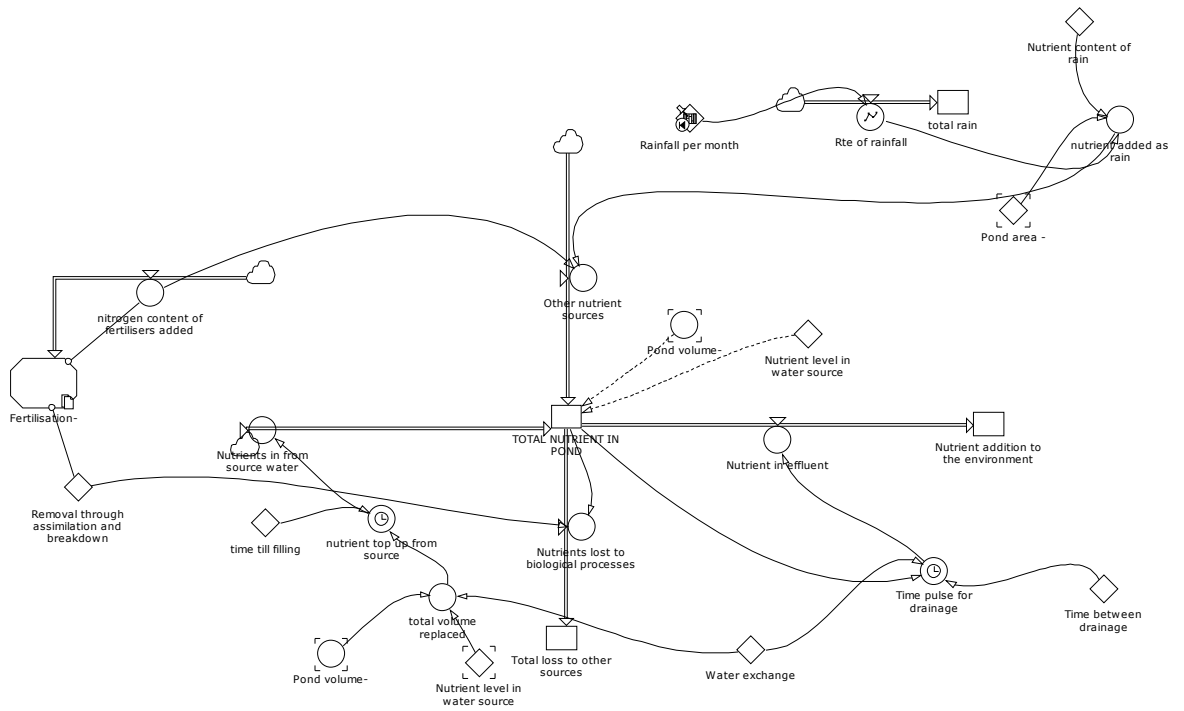 Nutrient content of
rain
total rain
Rainfall per month
Rte of rainfall
nutrient added as
rain
Pond area -
Other nutrient
sources
nitrogen content of
fertilisers added
Pond volume-
Nutrient level in
water source
Fertilisation-
TOTAL NUTRIENT IN
POND
Nutrients in from
source water
Nutrient in effluent
Nutrient addition to
the environment
Removal through
assimilation and
breakdown
time till filling
nutrient top up from
source
Nutrients lost to
biological processes
Time pulse for
drainage
Time between
drainage
total volume
replaced
Total loss to other
sources
Water exchange
Pond volume-
Nutrient level in
water source